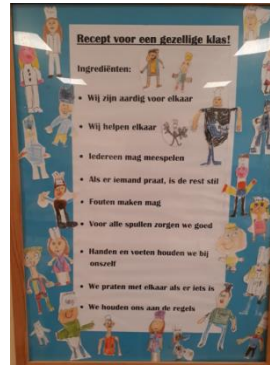 Recept voor een gezellige klas!
Ingrediënten:
• Wij zijn aardig voor elkaar
• Wij helpen elkaar
• Iedereen mag meespelen
• Als er iemand praat, is de rest stil
• Fouten maken mag
• Voor alle spullen zorgen we goed
• Handen en voeten houden we bij
onszelf
• We praten met elkaar als er iets is
• We houden ons aan de regels